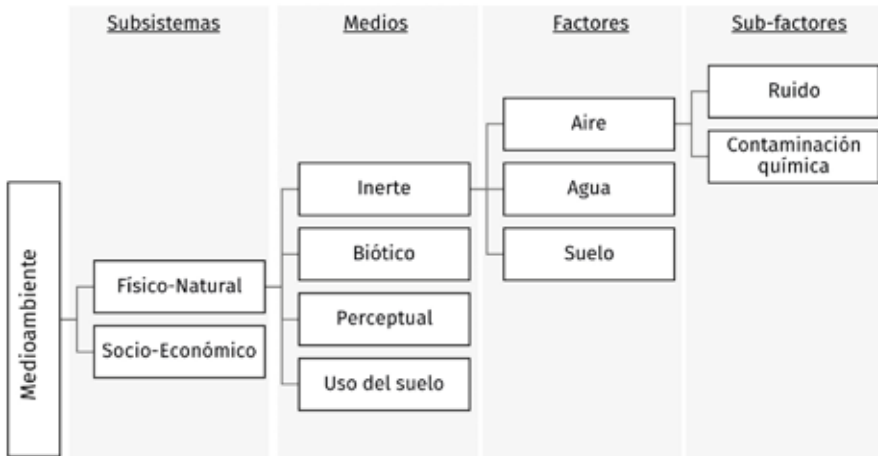 Subsistemas
Medios
Factores
Sub-factores
Medioambiente
Físico-Natural
Socio-Económico
Inerte
Biótico
Perceptual
Uso del suelo
Aire
Agua
Suelo
Ruido
Contaminación
química